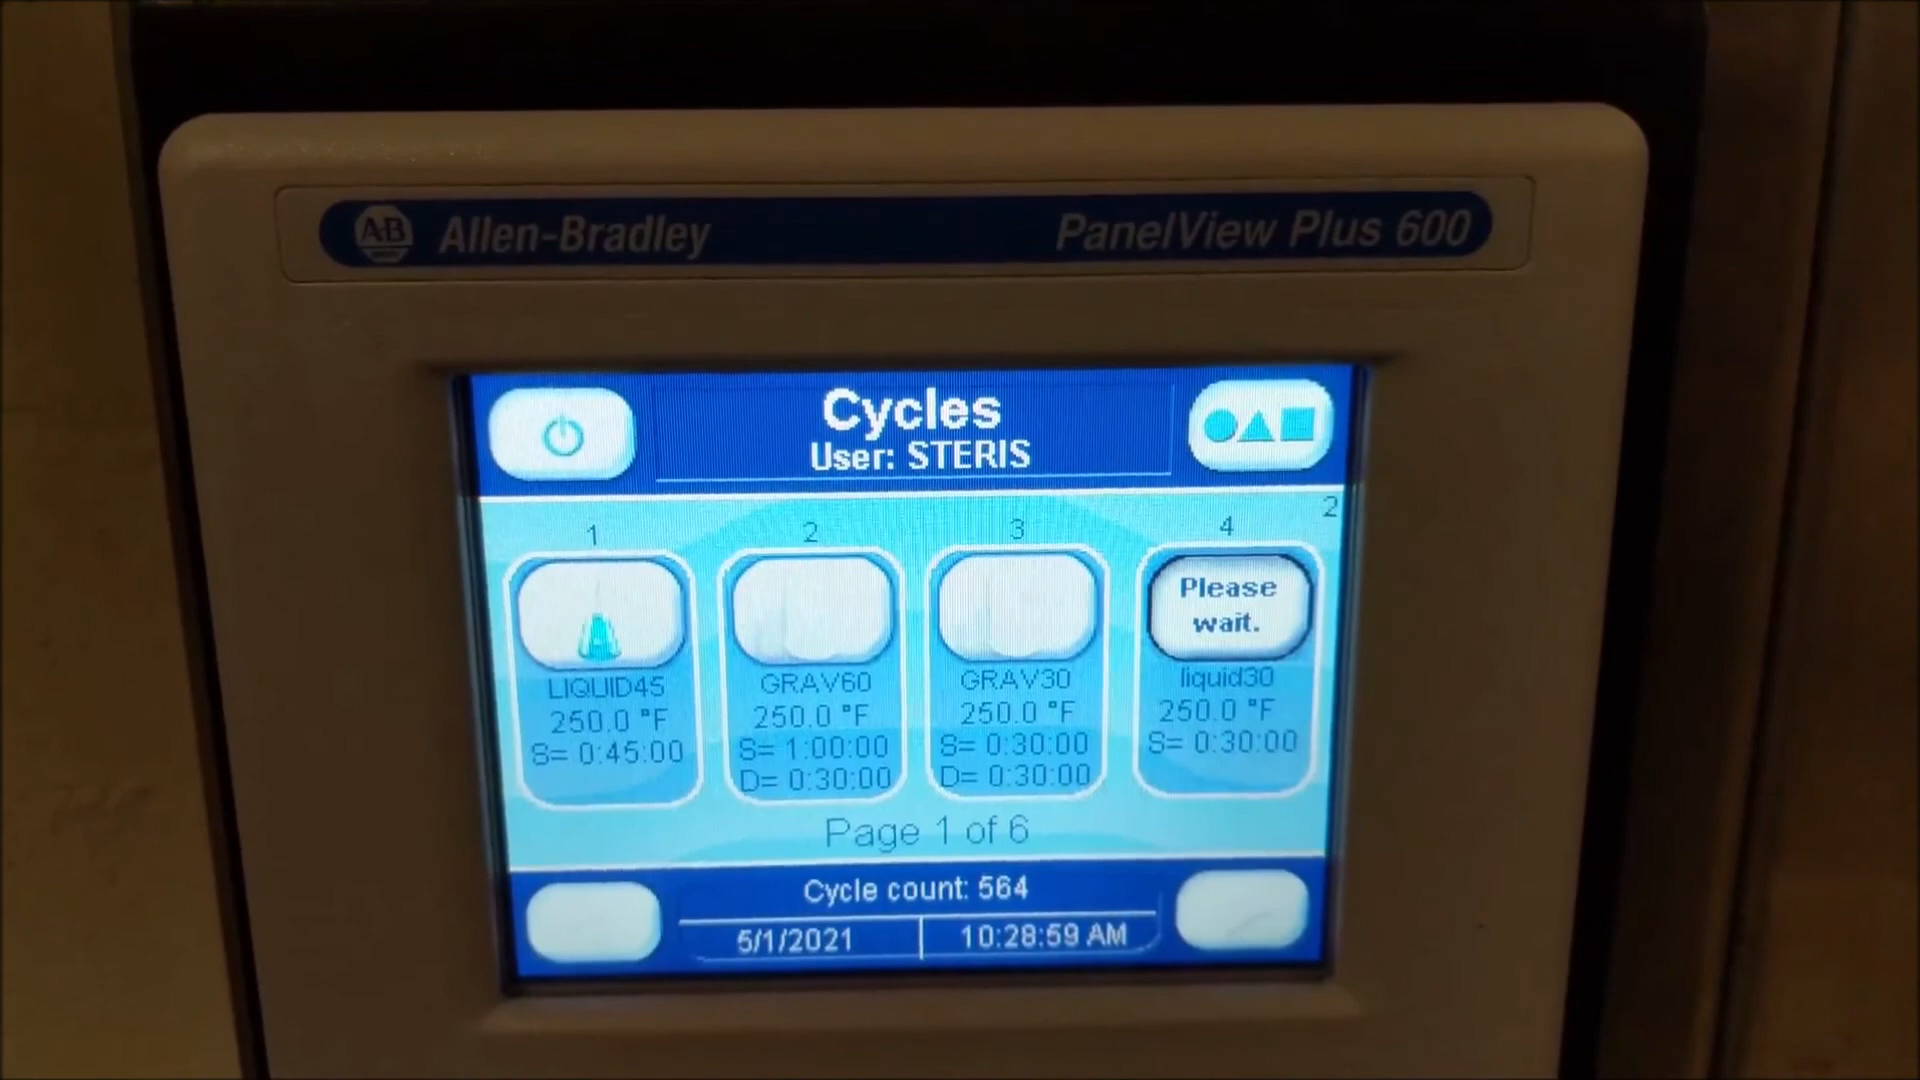 A-B Allen-Bradley PanelView Plus 600
Cycles
User: STERIS
2
1 2 3 4
Please
wait.
LIQUID45 GRAV60 GRAV30 liquid30
250.0 °F 250.0 °F 250.0 °F 250.0 °F
S= 0:45:00 S= 1:00:00 S= 0:30:00 S= 0:30:00
D= 0:30:00 D= 0:30:00
Page 1 of 6
Cycle count: 564
5/1/2021 10:28:59 AM